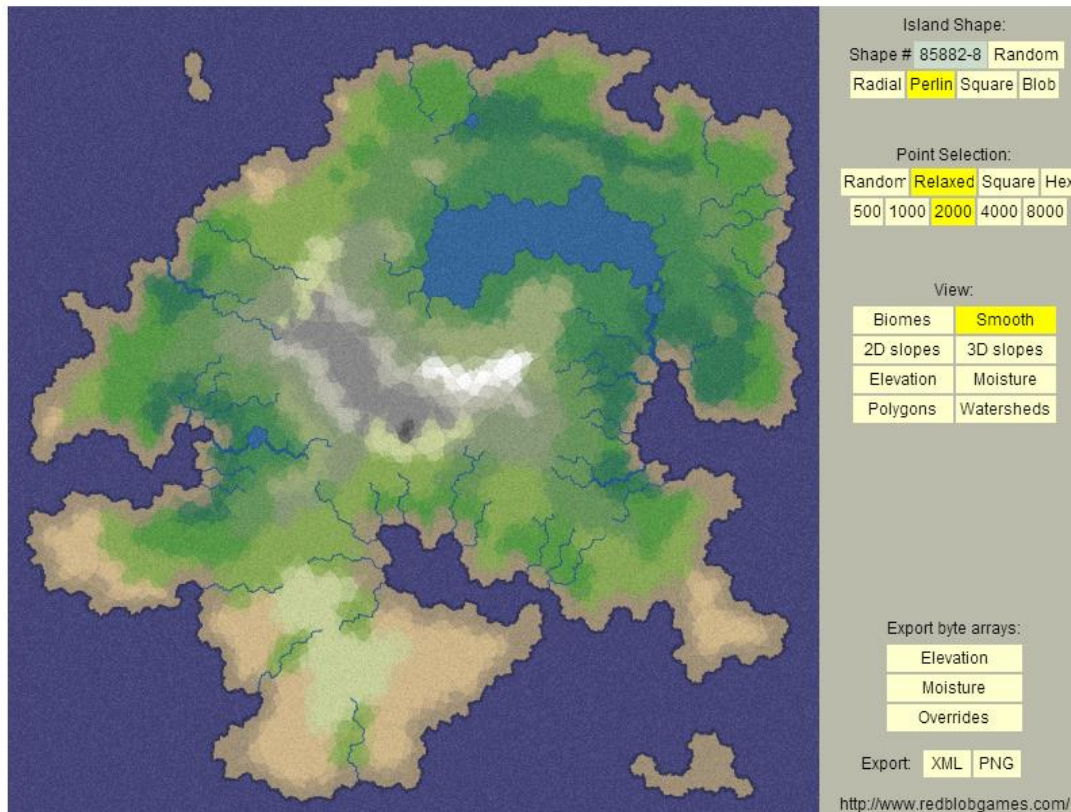 Island Shape:
Shape # 85882-8 Random
Radial Perlin Square Blob
Point Selection:
Random Relaxed Square Hex
500 1000 2000 4000 8000
View:
Biomes Smooth
2D slopes 3D slopes
Elevation Moisture
Polygons Watersheds
Export byte arrays:
Elevation
Moisture
Overrides
Export: XML PNG
http://www.redblobgames.com/